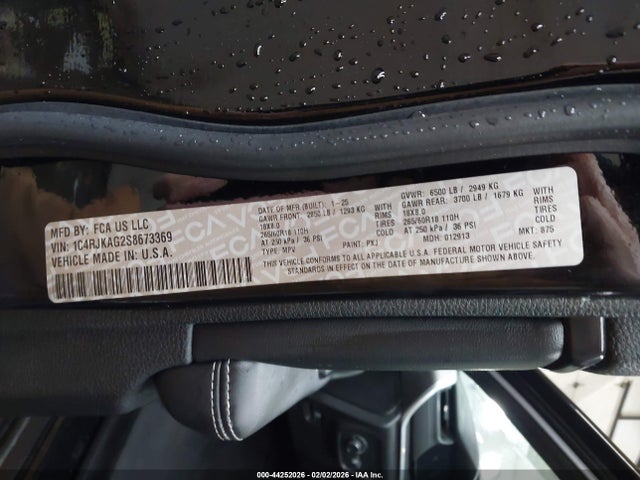 MFD BY: FCA US LLC
VIN: 1C4RJKAG2S8673369
VEHICLE MADE IN: U.S.A.
DATE OF MFR (BUILT): 1-25
GAWR FRONT: 2850 LB / 1293 KG
18X8.0
265/60R18 110H
AT 250 kPa / 36 PSI
TYPE: MPV
WITH
RIMS
TIRES
COLD
PAINT: PXJ
GVWR: 6500 LB / 2949 KG
GAWR REAR: 3700 LB / 1679 KG
18X8.0
265/60R18 110H
AT 250 kPa / 36 PSI
MDH: 012913
WITH
RIMS
TIRES
COLD
MKT: 875
THIS VEHICLE CONFORMS TO ALL APPLICABLE U.S.A. FEDERAL MOTOR VEHICLE SAFETY STANDARDS IN EFFECT ON THE DATE OF MANUFACTURE SHOWN ABOVE.
000-44252026 - 02/02/2026 - IAA Inc.